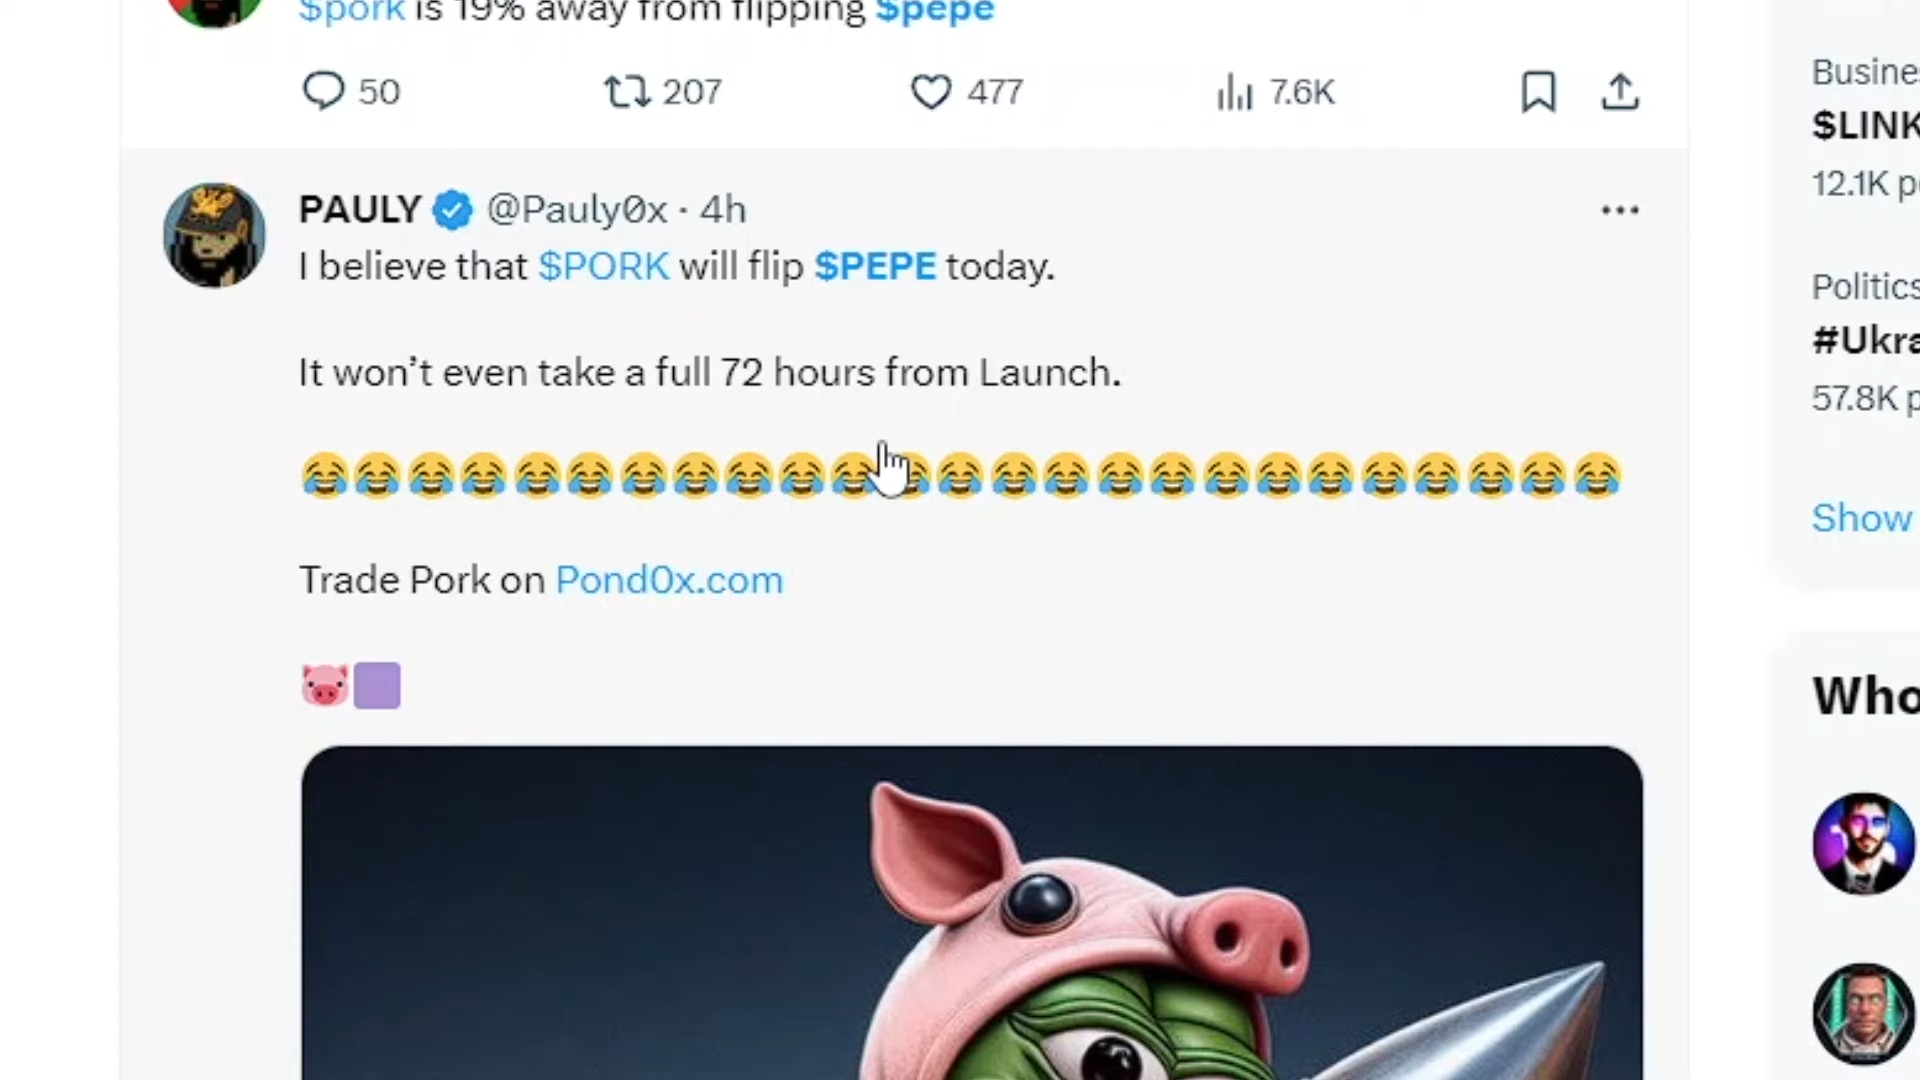 $pork is 19% away from flipping $pepe
50 207 477 7.6K
PAULY @Pauly0x · 4h
I believe that $PORK will flip $PEPE today.
It won’t even take a full 72 hours from Launch.
😂😂😂😂😂😂😂😂😂😂😂😂😂😂😂😂😂😂😂😂😂😂😂😂😂
Trade Pork on Pond0x.com
🐷🟪
Busine
$LINK
12.1K p
Politics
#Ukra
57.8K p
Show
Who